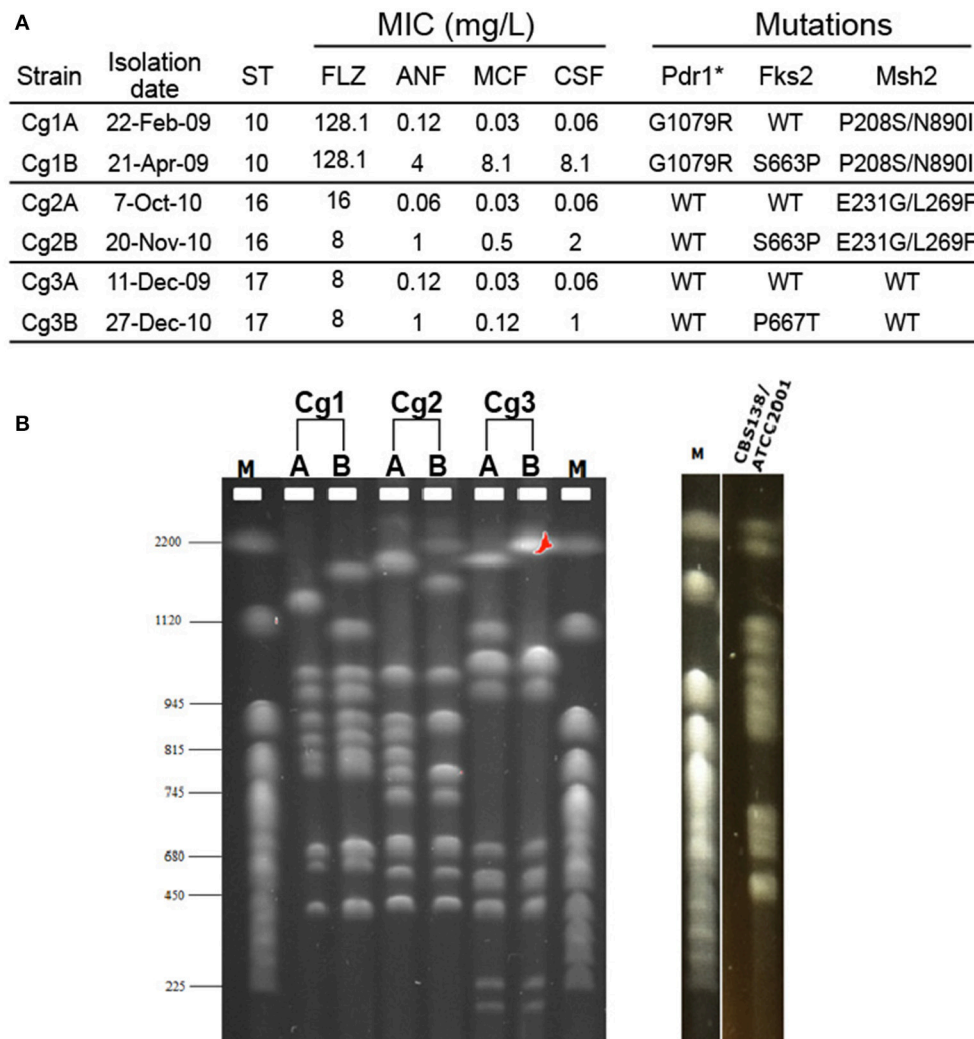 A
MIC (mg/L) Mutations
Strain Isolation date ST FLZ ANF MCF CSF Pdr1* Fks2 Msh2
Cg1A 22-Feb-09 10 128.1 0.12 0.03 0.06 G1079R WT P208S/N890I
Cg1B 21-Apr-09 10 128.1 4 8.1 8.1 G1079R S663P P208S/N890I
Cg2A 7-Oct-10 16 16 0.06 0.03 0.06 WT WT E231G/L269F
Cg2B 20-Nov-10 16 8 1 0.5 2 WT S663P E231G/L269F
Cg3A 11-Dec-09 17 8 0.12 0.03 0.06 WT WT WT
Cg3B 27-Dec-10 17 8 1 0.12 1 WT P667T WT
B
Cg1 Cg2 Cg3
M A B A B A B M
2200
1120
945
815
745
680
450
225
M
CBS138/
ATCC2001